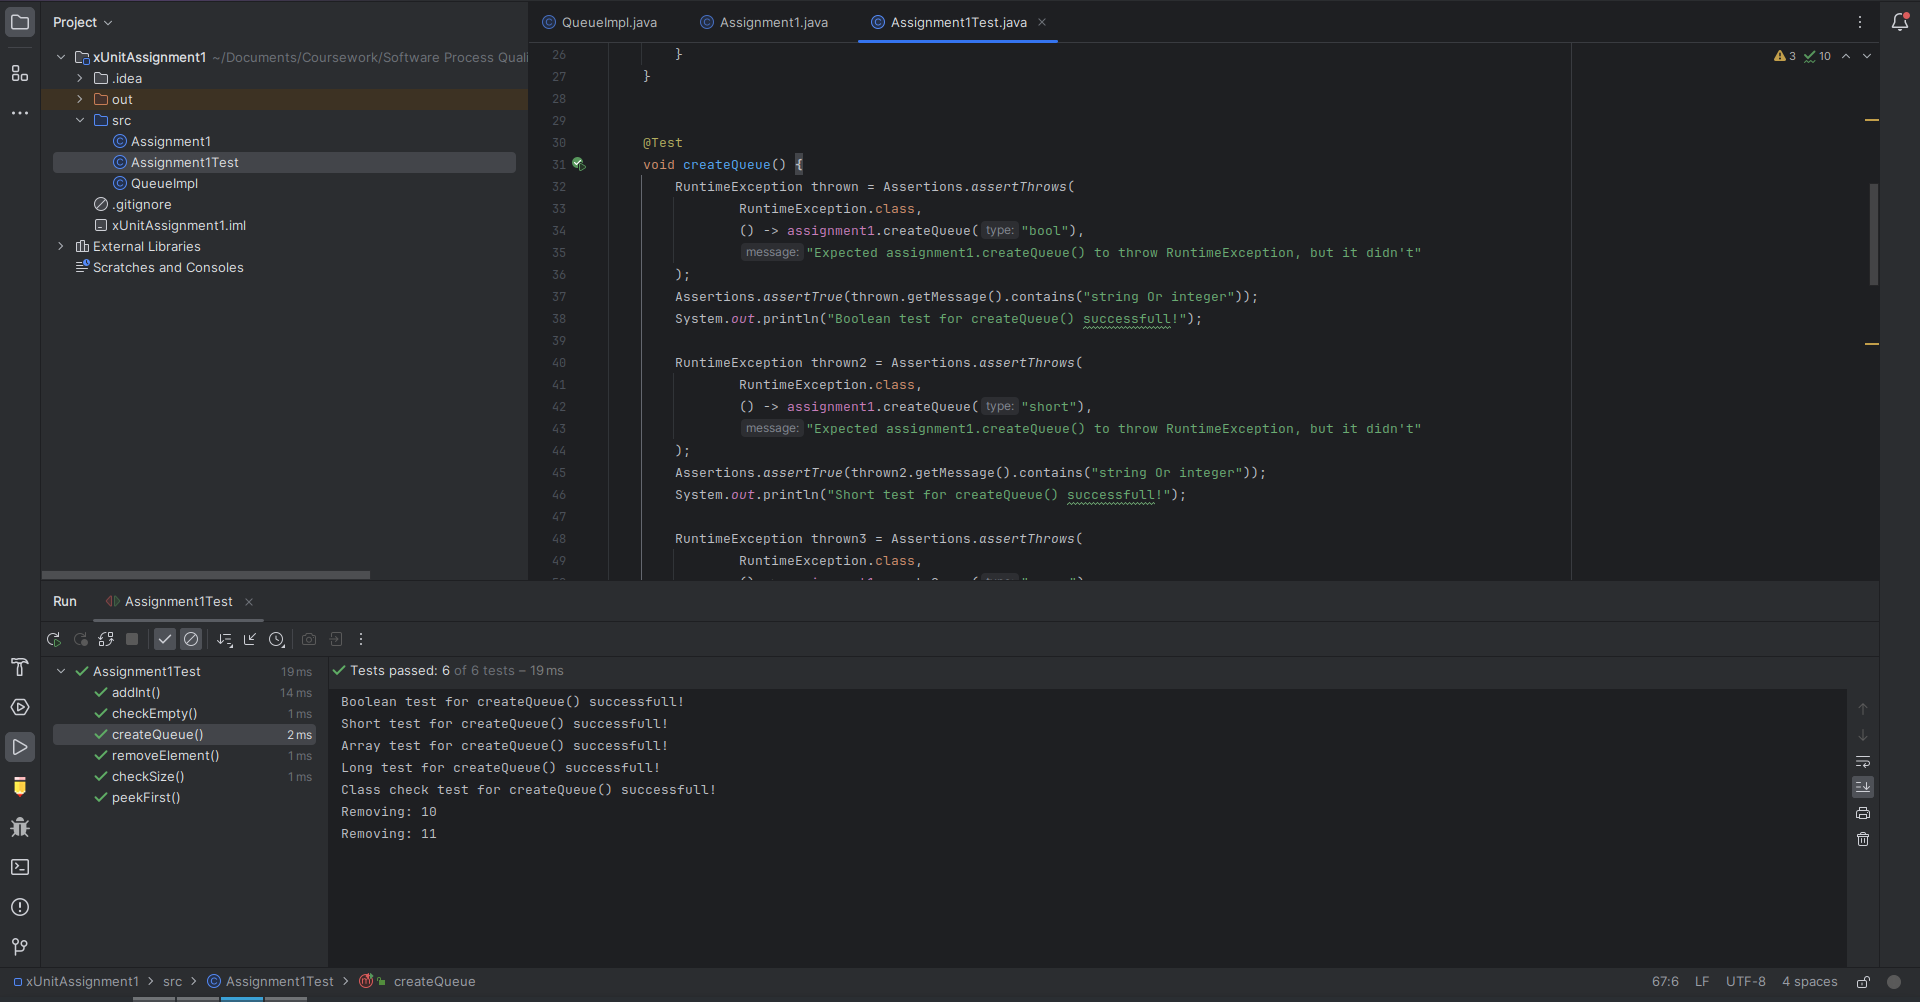 Project
xUnitAssignment1 ~/Documents/Coursework/Software Process Quali
.idea
out
src
Assignment1
Assignment1Test
QueueImpl
.gitignore
xUnitAssignment1.iml
External Libraries
Scratches and Consoles
QueueImpl.java Assignment1.java Assignment1Test.java
3 10
26 }
27 }
28
29
30 @Test
31 void createQueue() {
32 RuntimeException thrown = Assertions.assertThrows(
33 RuntimeException.class,
34 () -> assignment1.createQueue( type: "bool"),
35 message: "Expected assignment1.createQueue() to throw RuntimeException, but it didn't"
36 );
37 Assertions.assertTrue(thrown.getMessage().contains("string Or integer"));
38 System.out.println("Boolean test for createQueue() successfull!");
39
40 RuntimeException thrown2 = Assertions.assertThrows(
41 RuntimeException.class,
42 () -> assignment1.createQueue( type: "short"),
43 message: "Expected assignment1.createQueue() to throw RuntimeException, but it didn't"
44 );
45 Assertions.assertTrue(thrown2.getMessage().contains("string Or integer"));
46 System.out.println("Short test for createQueue() successfull!");
47
48 RuntimeException thrown3 = Assertions.assertThrows(
49 RuntimeException.class,
Run Assignment1Test
Assignment1Test 19 ms
addInt() 14 ms
checkEmpty() 1 ms
createQueue() 2 ms
removeElement() 1 ms
checkSize() 1 ms
peekFirst()
Tests passed: 6 of 6 tests – 19 ms
Boolean test for createQueue() successfull!
Short test for createQueue() successfull!
Array test for createQueue() successfull!
Long test for createQueue() successfull!
Class check test for createQueue() successfull!
Removing: 10
Removing: 11
xUnitAssignment1 > src > Assignment1Test > createQueue
67:6 LF UTF-8 4 spaces